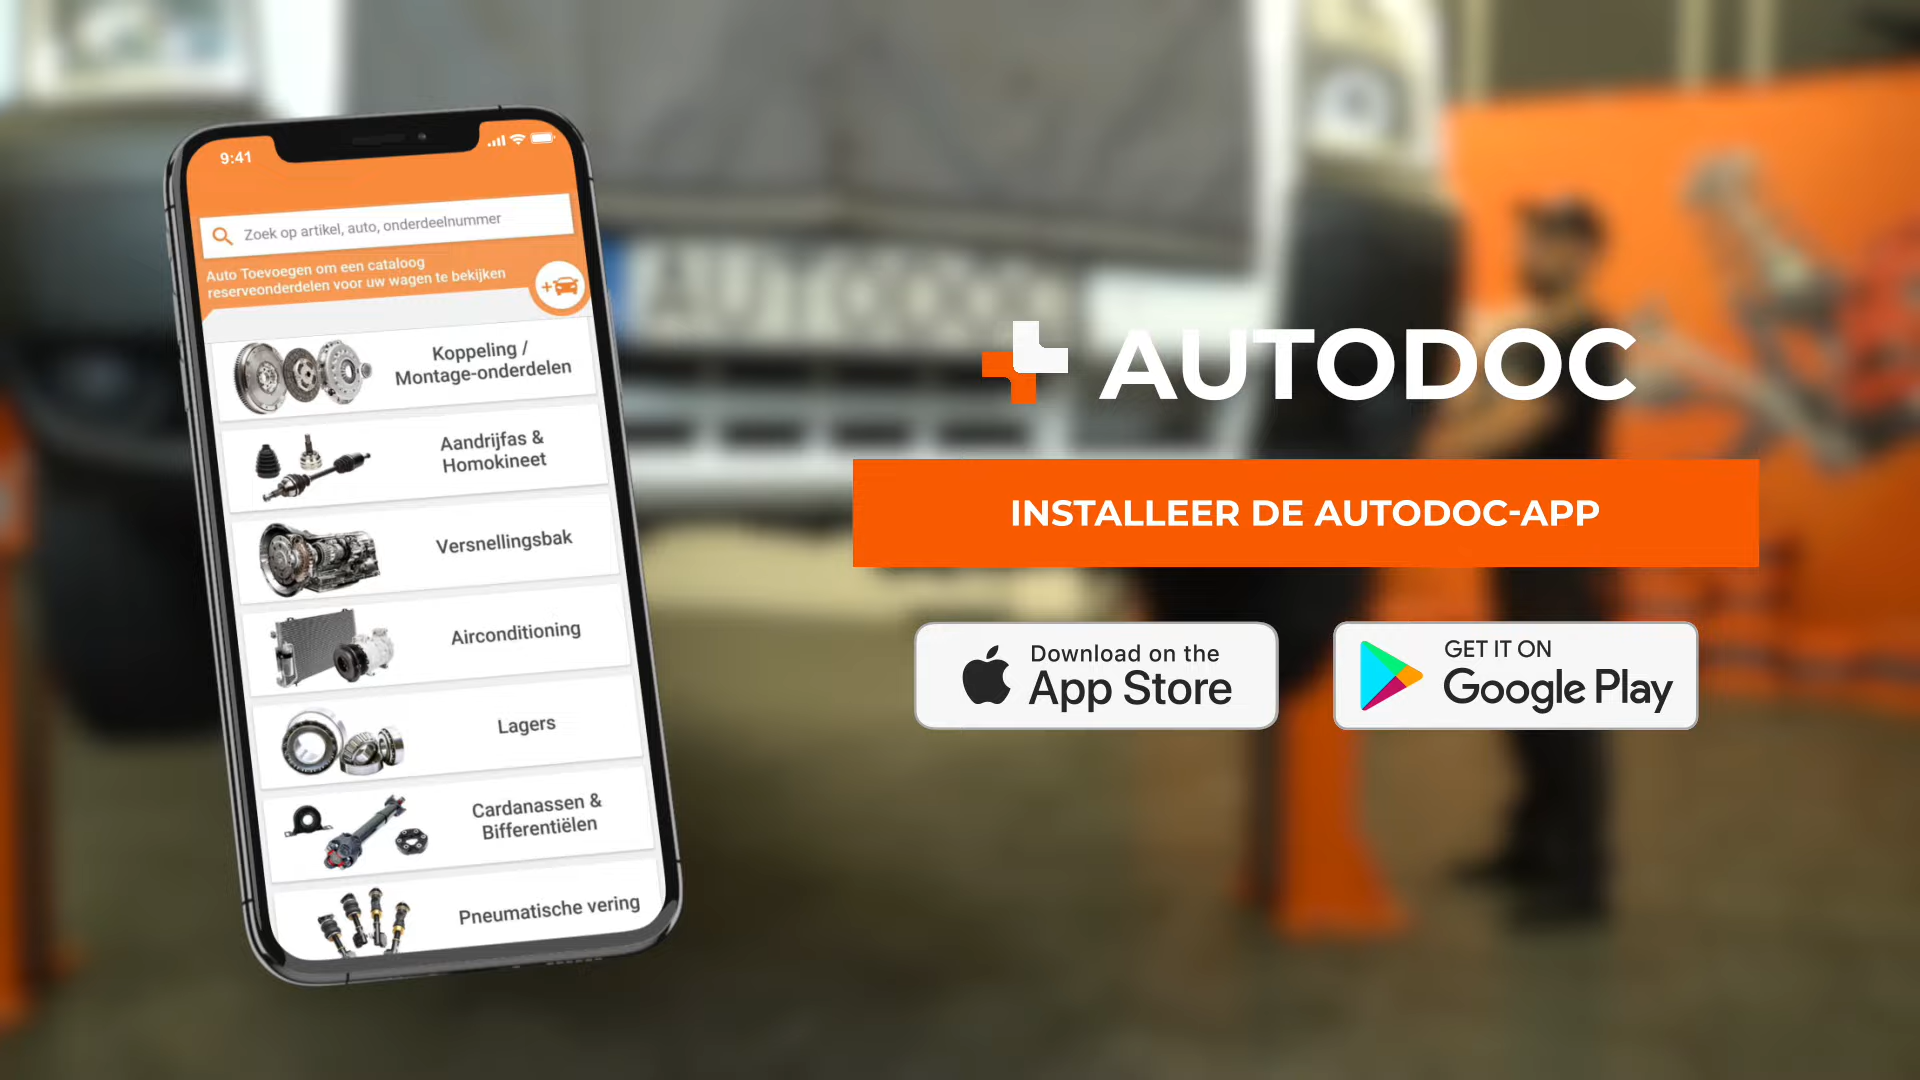 9:41
Zoek op artikel, auto, onderdeelnummer
Auto Toevoegen om een cataloog
reserveonderdelen voor uw wagen te bekijken
Koppeling /
Montage-onderdelen
Aandrijfas &
Homokineet
Versnellingsbak
Airconditioning
Lagers
Cardanassen &
Bifferentiëlen
Pneumatische vering
AUTODOC
AUTODOC
INSTALLEER DE AUTODOC-APP
Download on the
App Store
GET IT ON
Google Play